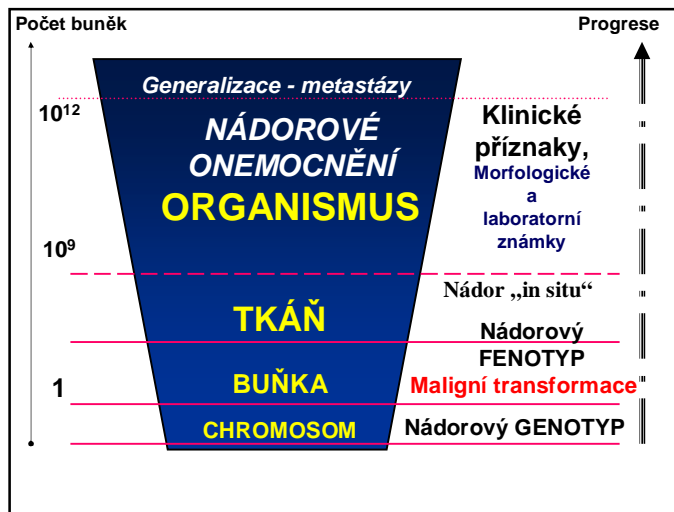 Počet buněk
Progrese
Generalizace - metastázy
10¹²
NÁDOROVÉ
ONEMOCNĚNÍ
ORGANISMUS
Klinické
příznaky,
Morfologické
a
laboratorní
známky
10⁹
Nádor „in situ“
TKÁŇ
Nádorový
FENOTYP
1
BUŇKA
Maligní transformace
CHROMOSOM
Nádorový GENOTYP